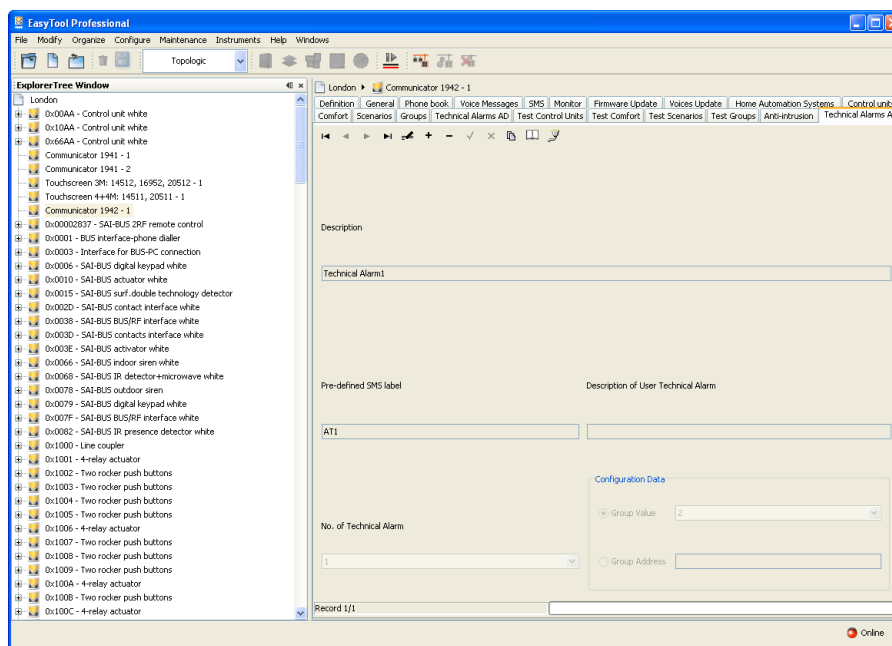 EasyTool Professional
File Modify Organize Configure Maintenance Instruments Help Windows
Topologic
ExplorerTree Window
London
0x00AA - Control unit white
0x10AA - Control unit white
0x66AA - Control unit white
Communicator 1941 - 1
Communicator 1941 - 2
Touchscreen 3M: 14512, 16952, 20512 - 1
Touchscreen 4+4M: 14511, 20511 - 1
Communicator 1942 - 1
0x00002837 - SAI-BUS 2RF remote control
0x0001 - BUS interface-phone dialler
0x0003 - Interface for BUS-PC connection
0x0006 - SAI-BUS digital keypad white
0x0010 - SAI-BUS actuator white
0x0015 - SAI-BUS surf.double technology detector
0x002D - SAI-BUS contact interface white
0x0038 - SAI-BUS BUS/RF interface white
0x003D - SAI-BUS contacts interface white
0x003E - SAI-BUS activator white
0x0066 - SAI-BUS indoor siren white
0x0068 - SAI-BUS IR detector+microwave white
0x0078 - SAI-BUS outdoor siren
0x0079 - SAI-BUS digital keypad white
0x007F - SAI-BUS BUS/RF interface white
0x0082 - SAI-BUS IR presence detector white
0x1000 - Line coupler
0x1001 - 4-relay actuator
0x1002 - Two rocker push buttons
0x1003 - Two rocker push buttons
0x1004 - Two rocker push buttons
0x1005 - Two rocker push buttons
0x1006 - 4-relay actuator
0x1007 - Two rocker push buttons
0x1008 - Two rocker push buttons
0x1009 - Two rocker push buttons
0x100A - 4-relay actuator
0x100B - Two rocker push buttons
0x100C - 4-relay actuator
London Communicator 1942 - 1
Definition General Phone book Voice Messages SMS Monitor Firmware Update Voices Update Home Automation Systems Control units
Comfort Scenarios Groups Technical Alarms AD Test Control Units Test Comfort Test Scenarios Test Groups Anti-intrusion Technical Alarms A
Description
Technical Alarm1
Pre-defined SMS label Description of User Technical Alarm
AT1
Configuration Data
Group Value 2
No. of Technical Alarm
1
Group Address
Record 1/1
Online